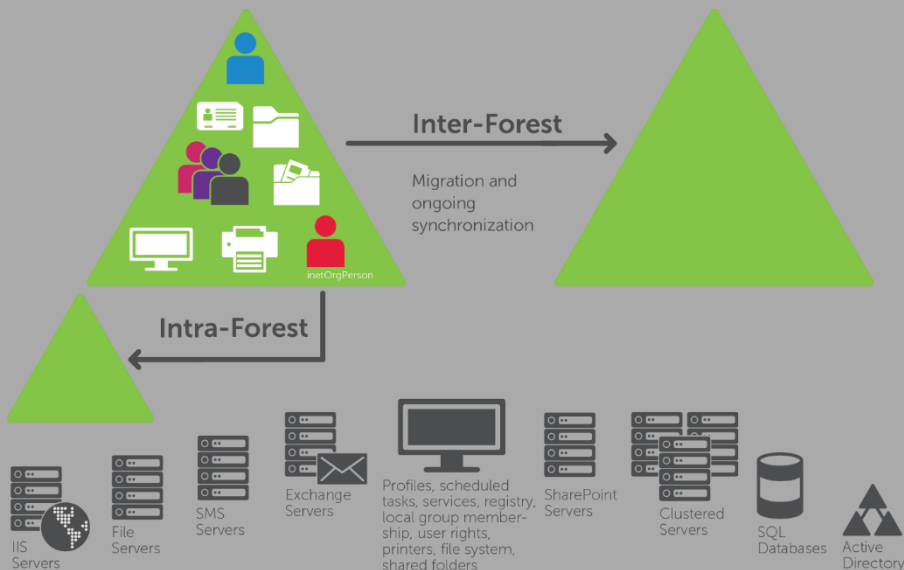 Inter-Forest
Migration and
ongoing
synchronization
inetOrgPerson
Intra-Forest
IIS
Servers
File
Servers
SMS
Servers
Exchange
Servers
Profiles, scheduled
tasks, services, registry,
local group member-
ship, user rights,
printers, file system,
shared folders
SharePoint
Servers
Clustered
Servers
SQL
Databases
Active
Directory